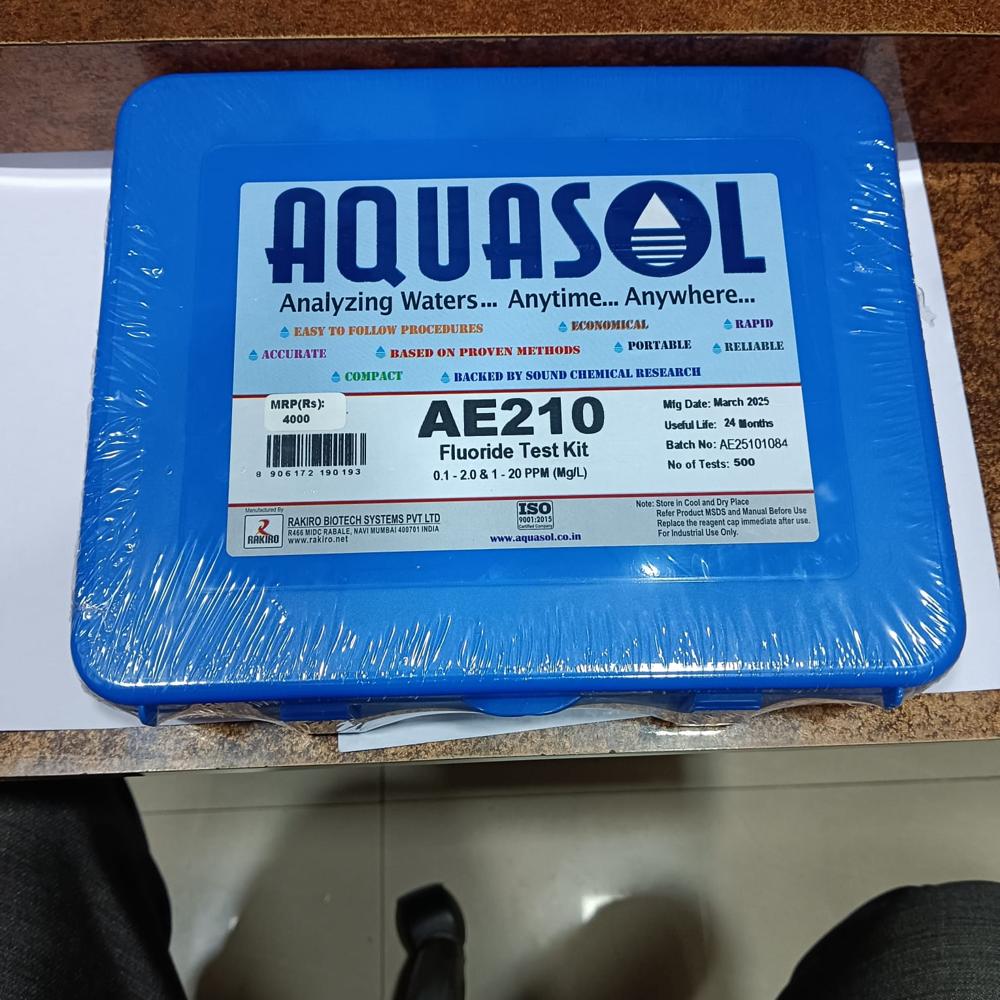 AQUASOL
Analyzing Waters... Anytime... Anywhere...
EASY TO FOLLOW PROCEDURES ECONOMICAL RAPID
ACCURATE BASED ON PROVEN METHODS PORTABLE RELIABLE
COMPACT BACKED BY SOUND CHEMICAL RESEARCH
MRP(Rs):
4000
8 906172 190193
AE210
Fluoride Test Kit
0.1 - 2.0 & 1 - 20 PPM (Mg/L)
Mfg Date: March 2025
Useful Life: 24 Months
Batch No: AE25101084
No of Tests: 500
Manufactured By
RAKIRO
RAKIRO BIOTECH SYSTEMS PVT LTD
R466 MIDC RABALE, NAVI MUMBAI 400701 INDIA
www.rakiro.net
ISO
9001:2015
Certified Company
www.aquasol.co.in
Note: Store in Cool and Dry Place
Refer Product MSDS and Manual Before Use
Replace the reagent cap immediate after use.
For Industrial Use Only.